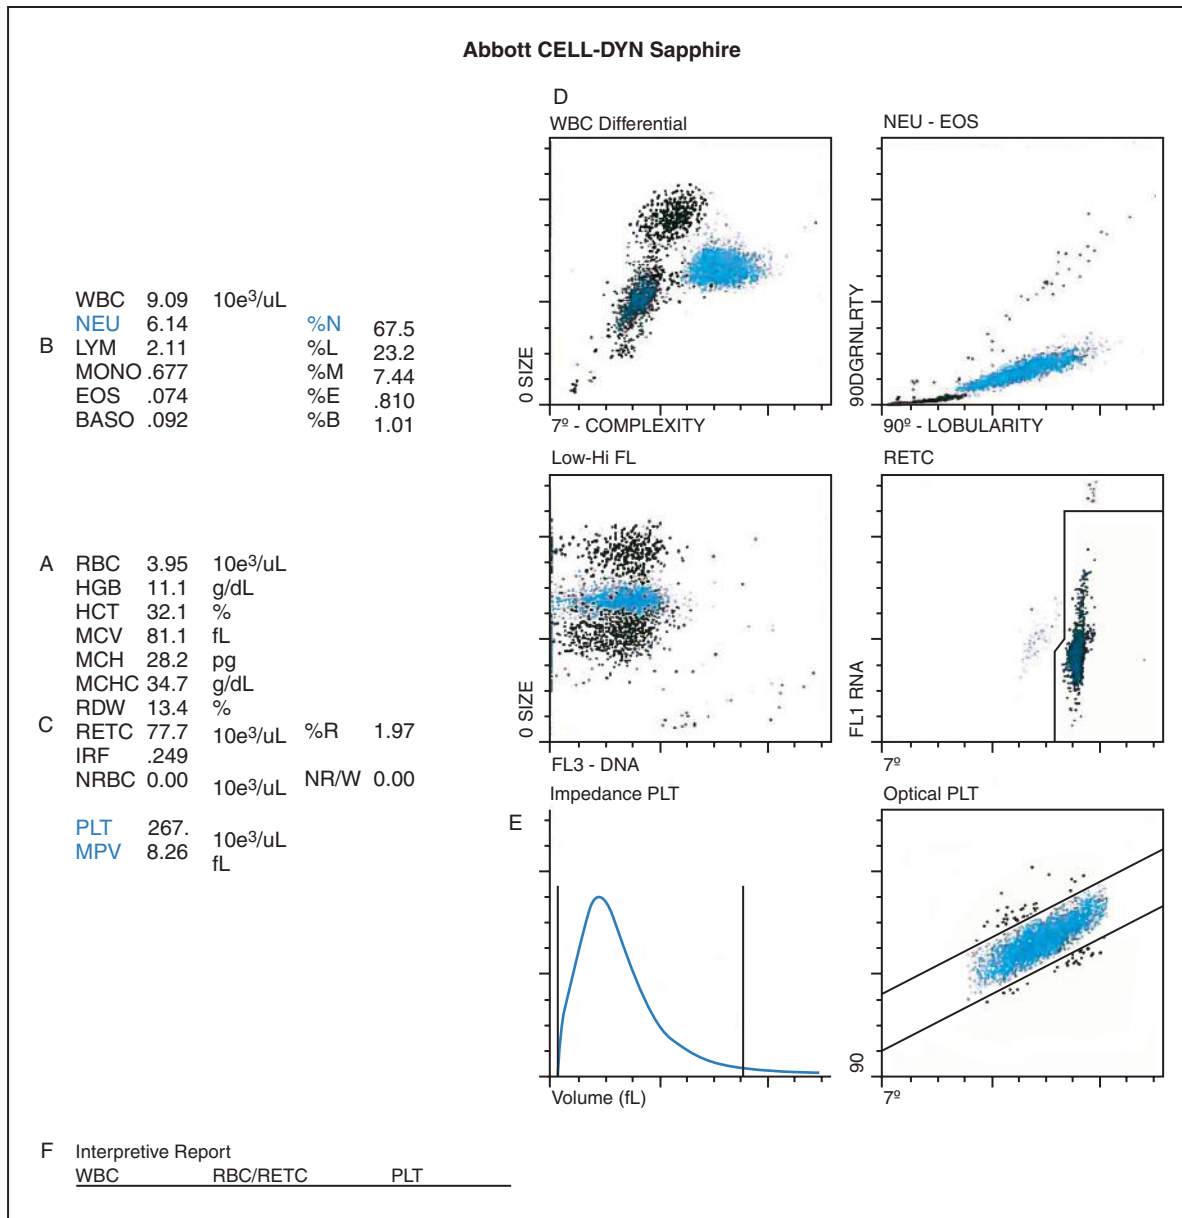 Abbott CELL-DYN Sapphire
D
WBC Differential
NEU - EOS
0 SIZE
7º - COMPLEXITY
90DGRNLRTY
90º - LOBULARITY
WBC 9.09 10e³/uL
NEU 6.14 %N 67.5
B LYM 2.11 %L 23.2
MONO .677 %M 7.44
EOS .074 %E .810
BASO .092 %B 1.01
Low-Hi FL
RETC
0 SIZE
FL3 - DNA
FL1 RNA
7º
A RBC 3.95 10e³/uL
HGB 11.1 g/dL
HCT 32.1 %
MCV 81.1 fL
MCH 28.2 pg
MCHC 34.7 g/dL
RDW 13.4 %
C RETC 77.7 10e³/uL %R 1.97
IRF .249
NRBC 0.00 10e³/uL NR/W 0.00
PLT 267. 10e³/uL
MPV 8.26 fL
E
Impedance PLT
Optical PLT
Volume (fL)
90
7º
F Interpretive Report
WBC RBC/RETC PLT